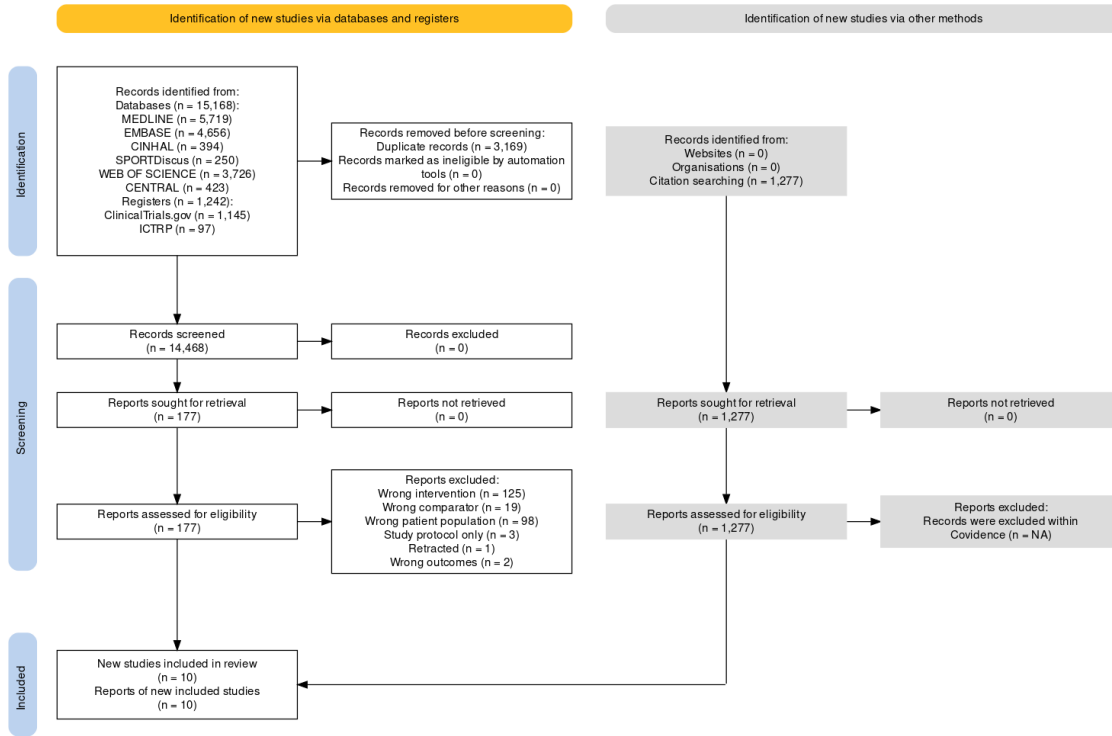 Identification of new studies via databases and registers
Identification of new studies via other methods
Identification
Records identified from:
Databases (n = 15,168):
MEDLINE (n = 5,719)
EMBASE (n = 4,656)
CINHAL (n = 394)
SPORTDiscus (n = 250)
WEB OF SCIENCE (n = 3,726)
CENTRAL (n = 423)
Registers (n = 1,242):
ClinicalTrials.gov (n = 1,145)
ICTRP (n = 97)
Records removed before screening:
Duplicate records (n = 3,169)
Records marked as ineligible by automation
tools (n = 0)
Records removed for other reasons (n = 0)
Records identified from:
Websites (n = 0)
Organisations (n = 0)
Citation searching (n = 1,277)
Screening
Records screened
(n = 14,468)
Records excluded
(n = 0)
Reports sought for retrieval
(n = 177)
Reports not retrieved
(n = 0)
Reports sought for retrieval
(n = 1,277)
Reports not retrieved
(n = 0)
Reports assessed for eligibility
(n = 177)
Reports excluded:
Wrong intervention (n = 125)
Wrong comparator (n = 19)
Wrong patient population (n = 98)
Study protocol only (n = 3)
Retracted (n = 1)
Wrong outcomes (n = 2)
Reports assessed for eligibility
(n = 1,277)
Reports excluded:
Records were excluded within
Covidence (n = NA)
Included
New studies included in review
(n = 10)
Reports of new included studies
(n = 10)